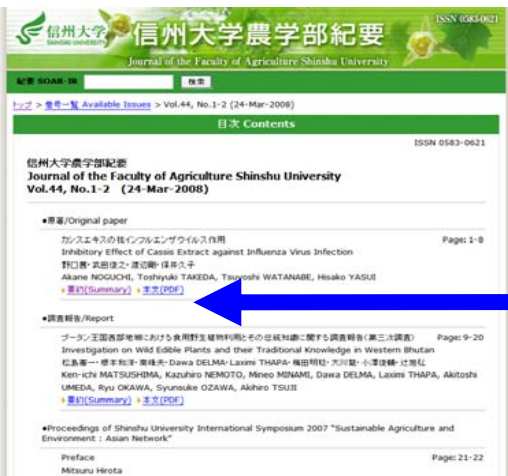 信州大学
SHINSHU UNIVERSITY
信州大学農学部紀要
ISSN 0583-0621
Journal of the Faculty of Agriculture Shinshu University
紀要 SOAR-IR 検索
トップ > 巻号一覧 Available Issues > Vol.44, No.1-2 (24-Mar-2008)
目次 Contents
ISSN 0583-0621
信州大学農学部紀要
Journal of the Faculty of Agriculture Shinshu University
Vol.44, No.1-2 (24-Mar-2008)
●原著/Original paper
カシスエキスの抗インフルエンザウイルス作用 Page: 1-8
Inhibitory Effect of Cassis Extract against Influenza Virus Infection
野口茜・武田俊之・渡辺剛・保井久子
Akane NOGUCHI, Toshiyuki TAKEDA, Tsuyoshi WATANABE, Hisako YASUI
要約(Summary) 本文(PDF)
●調査報告/Report
ブータン王国西部地域における食用野生植物利用とその伝統知識に関する調査報告(第三次調査) Page: 9-20
Investigation on Wild Edible Plants and their Traditional Knowledge in Western Bhutan
松島憲一・根本和洋・南峰夫・Dawa DELMA・Laximi THAPA・梅田明稔・大川・小澤俊輔・辻旭弘
Ken-ichi MATSUSHIMA, Kazuhiro NEMOTO, Mineo MINAMI, Dawa DELMA, Laximi THAPA, Akitoshi
UMEDA, Ryu OKAWA, Syunsuke OZAWA, Akihiro TSUJI
要約(Summary) 本文(PDF)
●Proceedings of Shinshu University International Symposium 2007 "Sustainable Agriculture and
Environment : Asian Network"
Preface Page: 21-22
Mitsuru Hirota